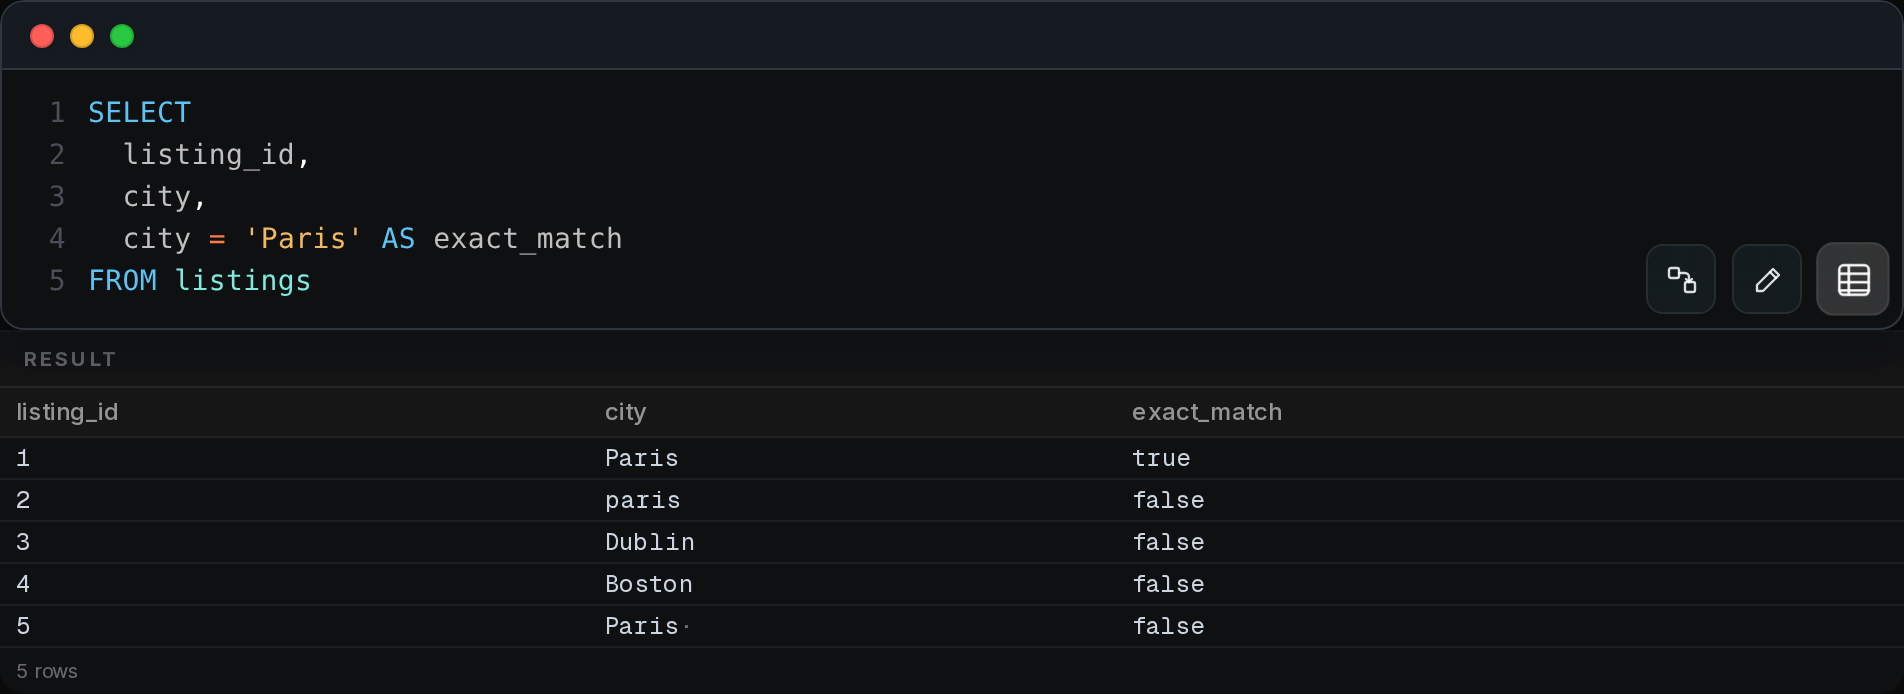 1 SELECT
2   listing_id,
3   city,
4   city = 'Paris' AS exact_match
5 FROM listings
RESULT
listing_id city exact_match
1 Paris true
2 paris false
3 Dublin false
4 Boston false
5 Paris· false
5 rows